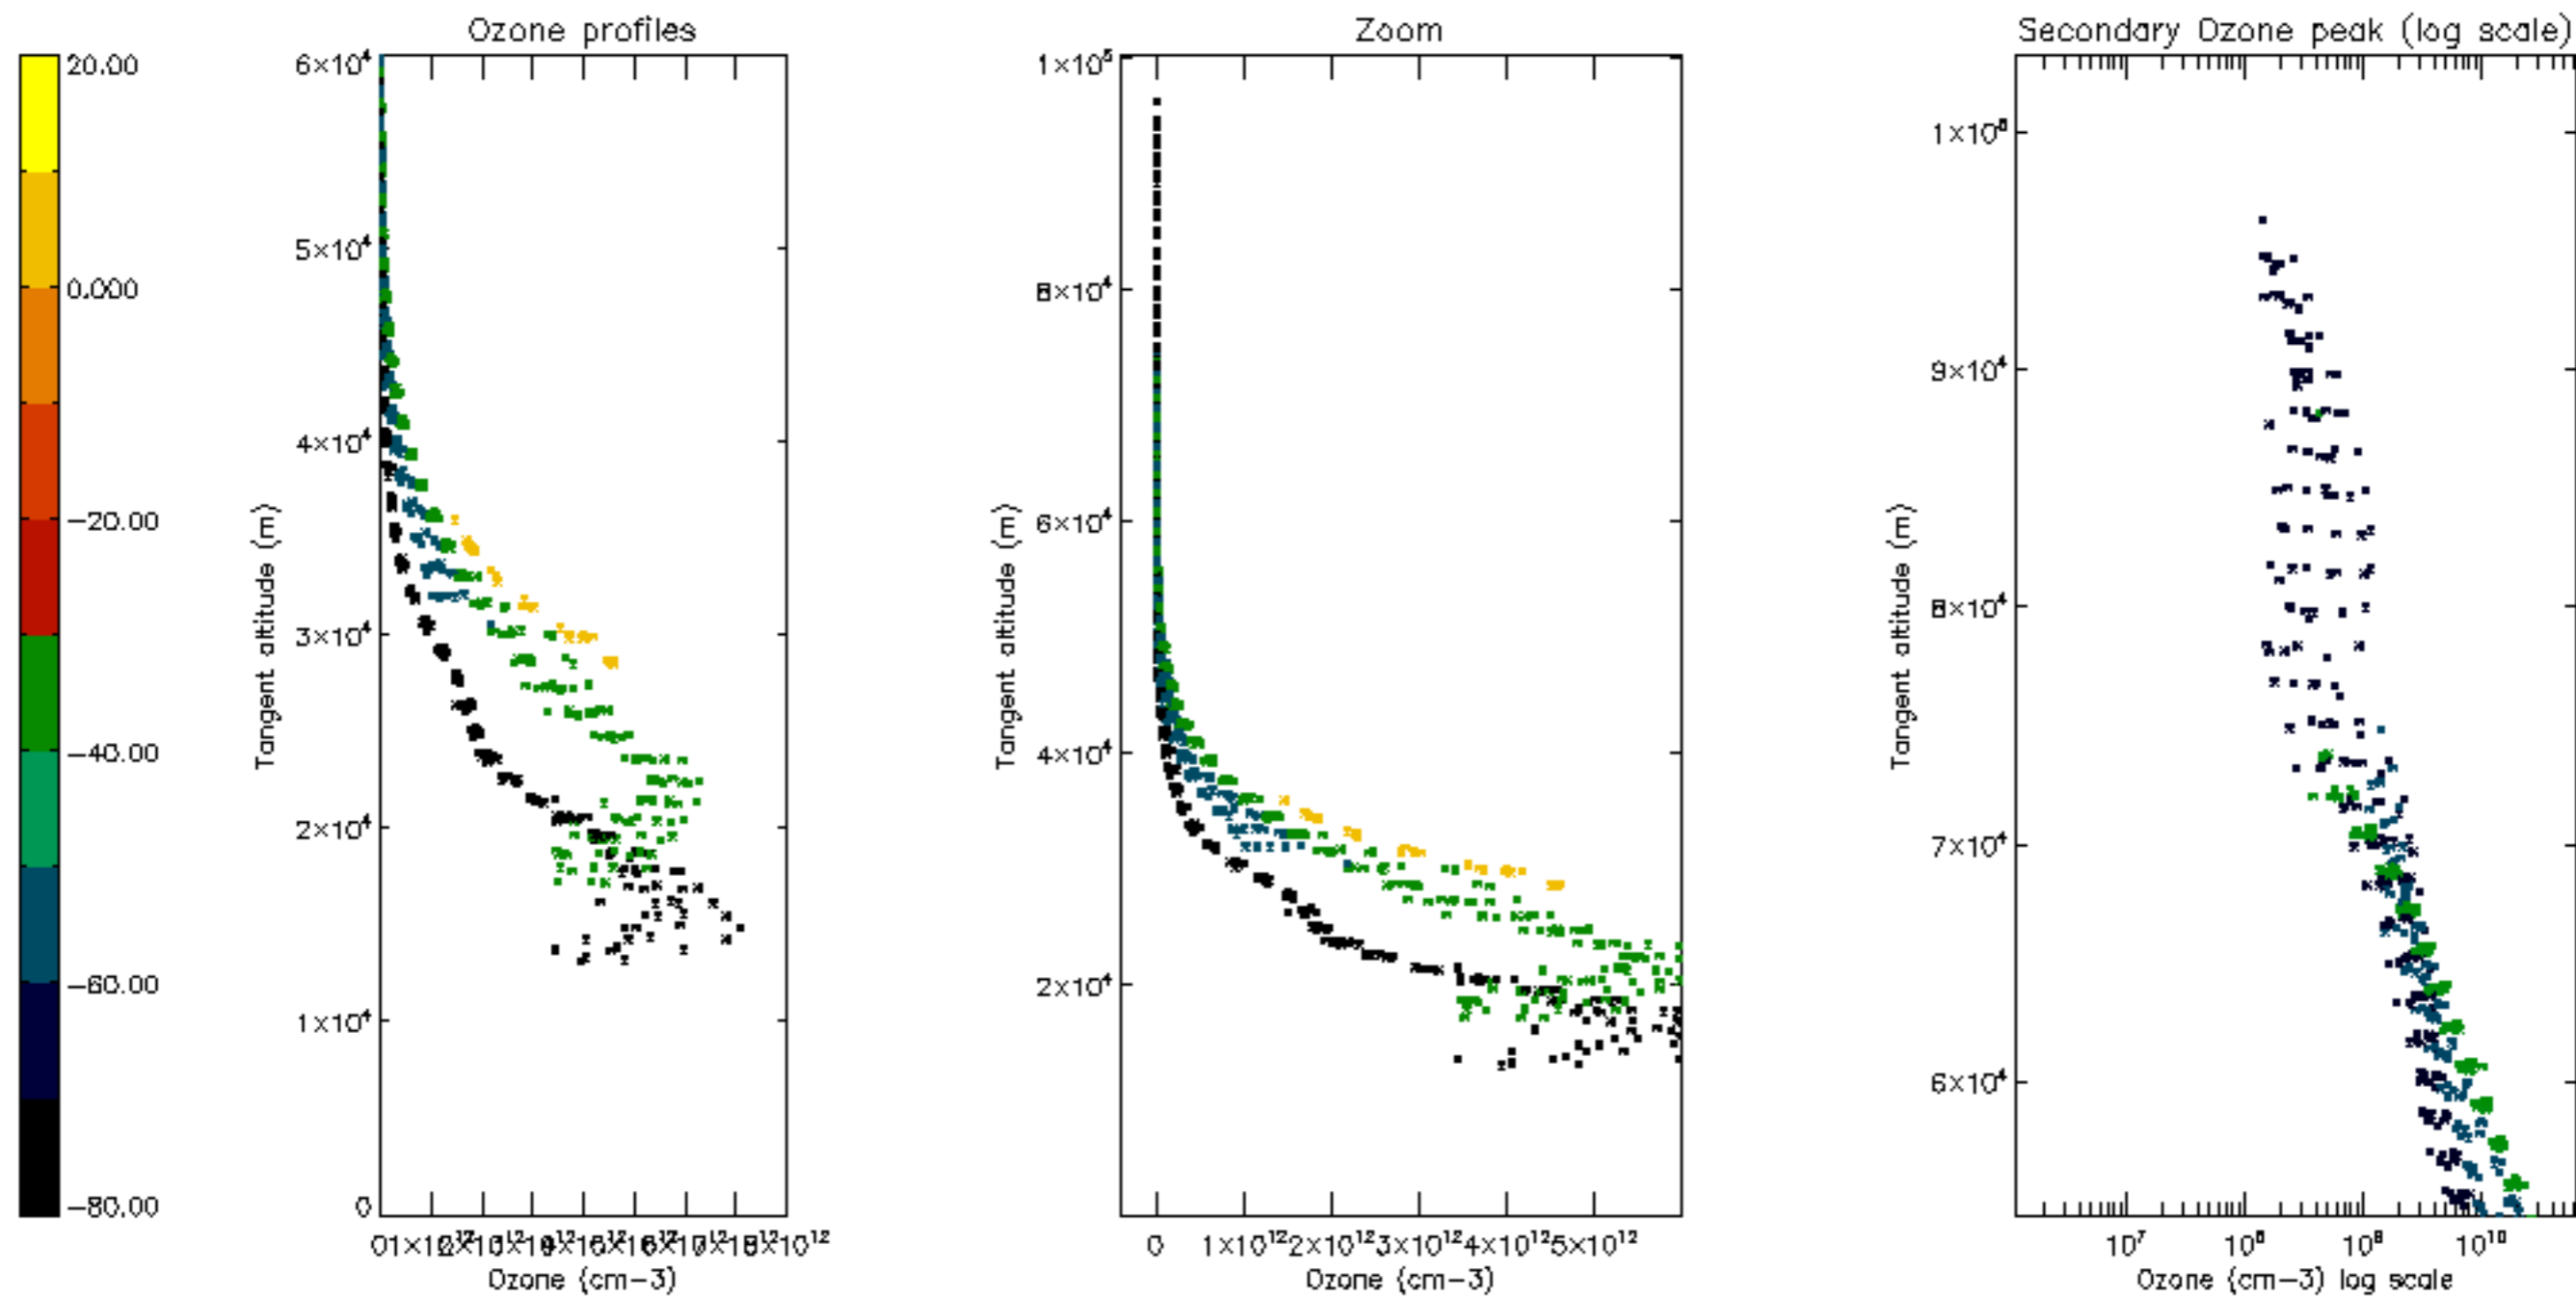 Ozone profiles
Zoom
Secondary Ozone peak (log scale)
20.00
0.000
−20.00
−40.00
−60.00
−80.00
6×10⁴
5×10⁴
4×10⁴
3×10⁴
2×10⁴
1×10⁴
0
Tangent altitude (m)
Ozone (cm−3)
1×10⁵
8×10⁴
6×10⁴
4×10⁴
2×10⁴
Tangent altitude (m)
0 1×10¹² 2×10¹² 3×10¹² 4×10¹² 5×10¹²
Ozone (cm−3)
9×10⁴
8×10⁴
7×10⁴
6×10⁴
Tangent altitude (m)
10⁷ 10⁸ 10⁹ 10¹⁰
Ozone (cm−3) log scale